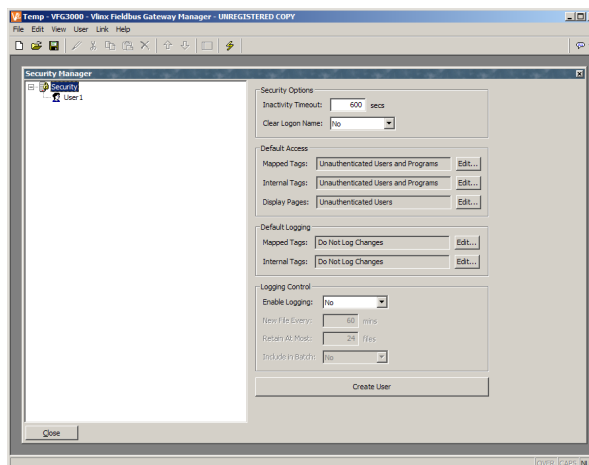 Temp - VFG3000 - Vlinx Fieldbus Gateway Manager - UNREGISTERED COPY
File Edit View User Link Help
Security Manager
Security
User1
Security Options
Inactivity Timeout: 600 secs
Clear Logon Name: No
Default Access
Mapped Tags: Unauthenticated Users and Programs Edit...
Internal Tags: Unauthenticated Users and Programs Edit...
Display Pages: Unauthenticated Users Edit...
Default Logging
Mapped Tags: Do Not Log Changes Edit...
Internal Tags: Do Not Log Changes Edit...
Logging Control
Enable Logging: No
New File Every: 60 mins
Retain At Most: 24 files
Include in Batch: No
Create User
Close
OVER CAPS NU